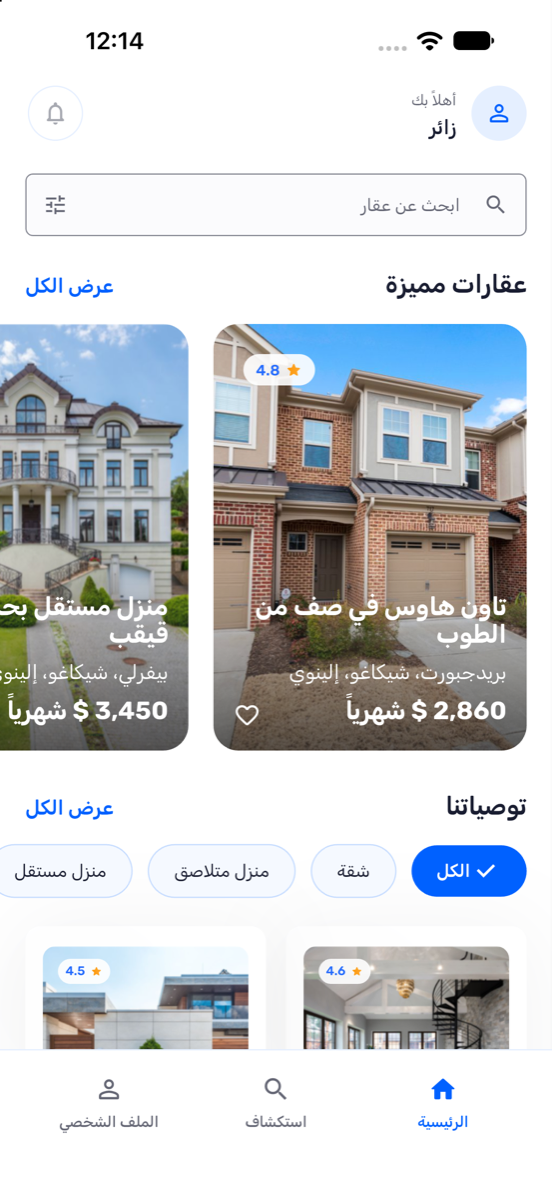 12:14
أهلاً بك
زائر
ابحث عن عقار
عقارات مميزة
عرض الكل
4.8
تاون هاوس في صف من
الطوب
بريدجبورت، شيكاغو، إلينوي
2,860 $ شهرياً
منزل مستقل بح
قيقب
بيفرلي، شيكاغو، إلينوي
3,450 $ شهرياً
توصياتنا
عرض الكل
الكل
شقة
منزل متلاصق
منزل مستقل
4.6
4.5
الرئيسية
استكشاف
الملف الشخصي